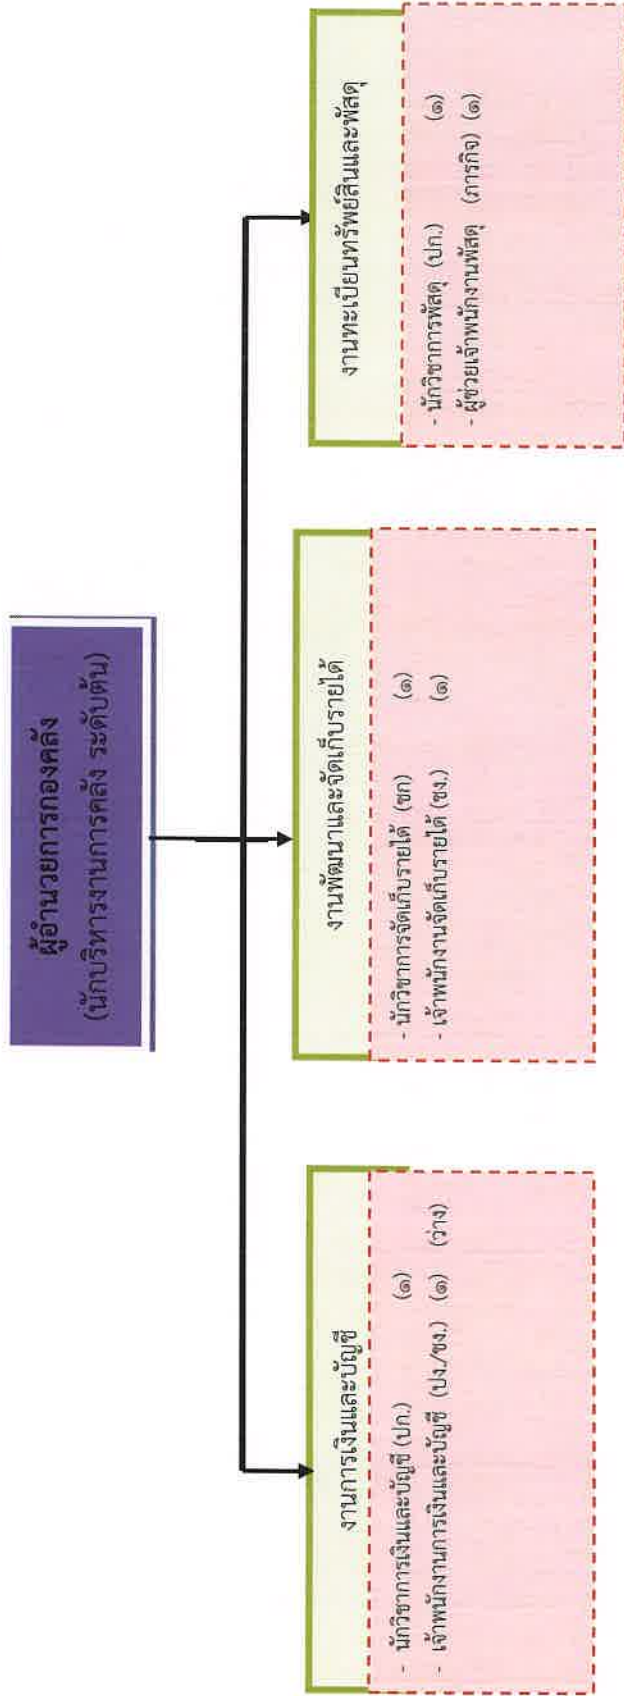 ผู้อำนวยการกองคลัง
(นักบริหารงานการคลัง ระดับต้น)
งานการเงินและบัญชี
- นักวิชาการเงินและบัญชี (ปก.) (๑)
- เจ้าพนักงานการเงินและบัญชี (ปง./ชง.) (๑) (ว่าง)
งานพัฒนาและจัดเก็บรายได้
- นักวิชาการจัดเก็บรายได้ (ชก) (๑)
- เจ้าพนักงานจัดเก็บรายได้ (ชง.) (๑)
งานทะเบียนทรัพย์สินและพัสดุ
- นักวิชาการพัสดุ (ปก.) (๑)
- ผู้ช่วยเจ้าพนักงานพัสดุ (ภารกิจ) (๑)